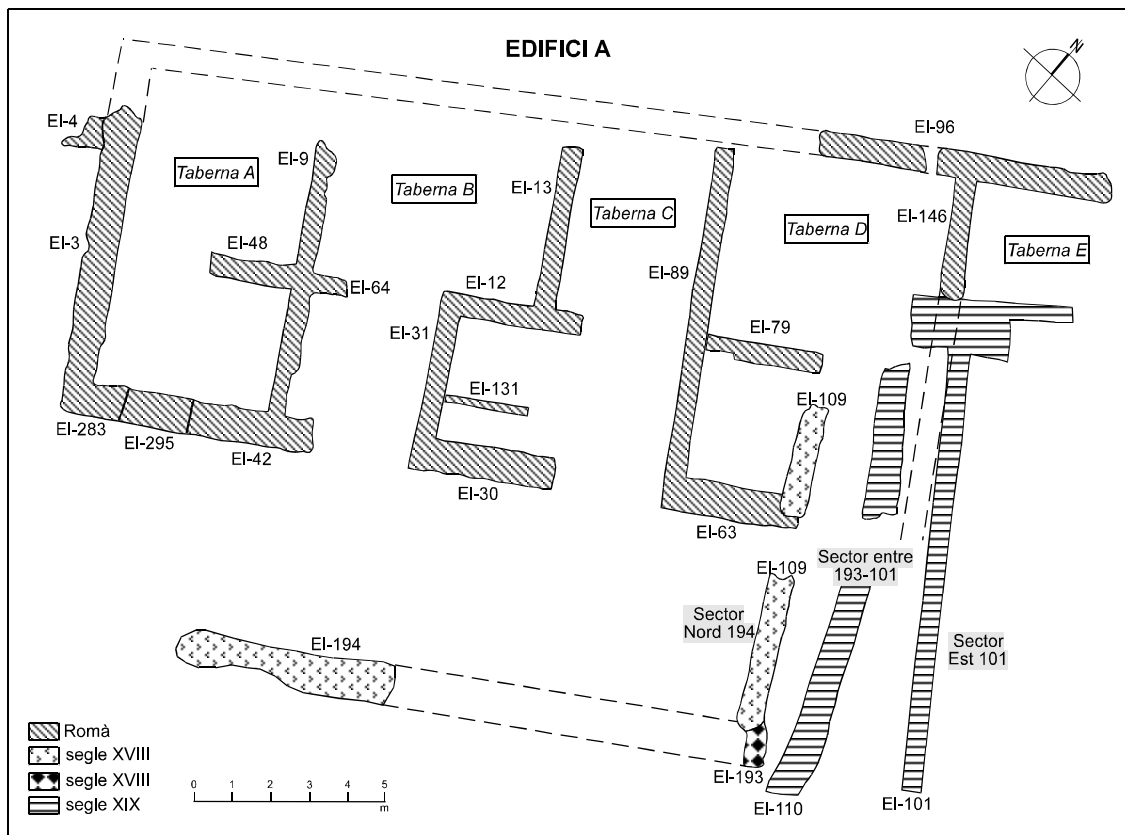 EDIFICI A
N
EI-4
EI-9
EI-96
Taberna A
Taberna B
EI-13
Taberna C
EI-146
Taberna D
Taberna E
EI-3
EI-48
EI-64
EI-12
EI-89
EI-31
EI-79
EI-131
EI-109
EI-283
EI-295
EI-42
EI-30
EI-63
Sector entre
193-101
EI-109
Sector
Nord 194
EI-194
Sector
Est 101
Romà
segle XVIII
segle XVIII
segle XIX
0 1 2 3 4 5
m
EI-193
EI-110
EI-101